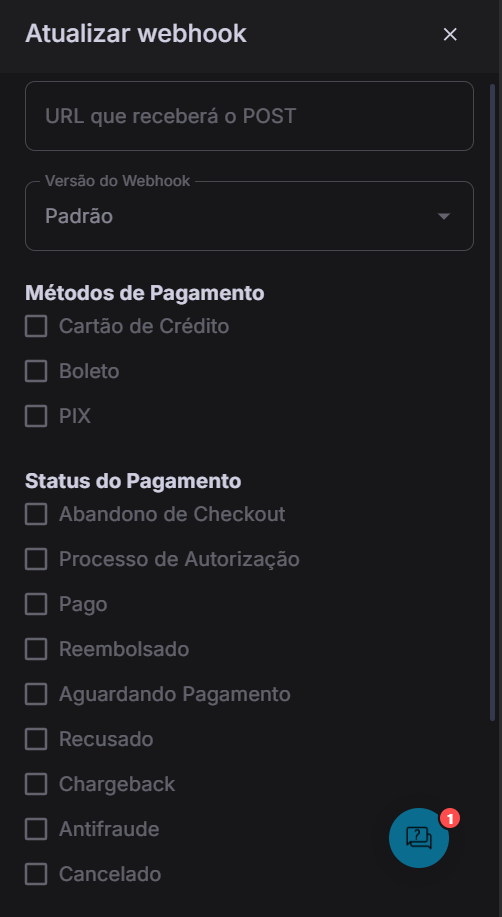 Atualizar webhook
URL que receberá o POST
Versão do Webhook
Padrão
Métodos de Pagamento
Cartão de Crédito
Boleto
PIX
Status do Pagamento
Abandono de Checkout
Processo de Autorização
Pago
Reembolsado
Aguardando Pagamento
Recusado
Chargeback
Antifraude
1
?
Cancelado